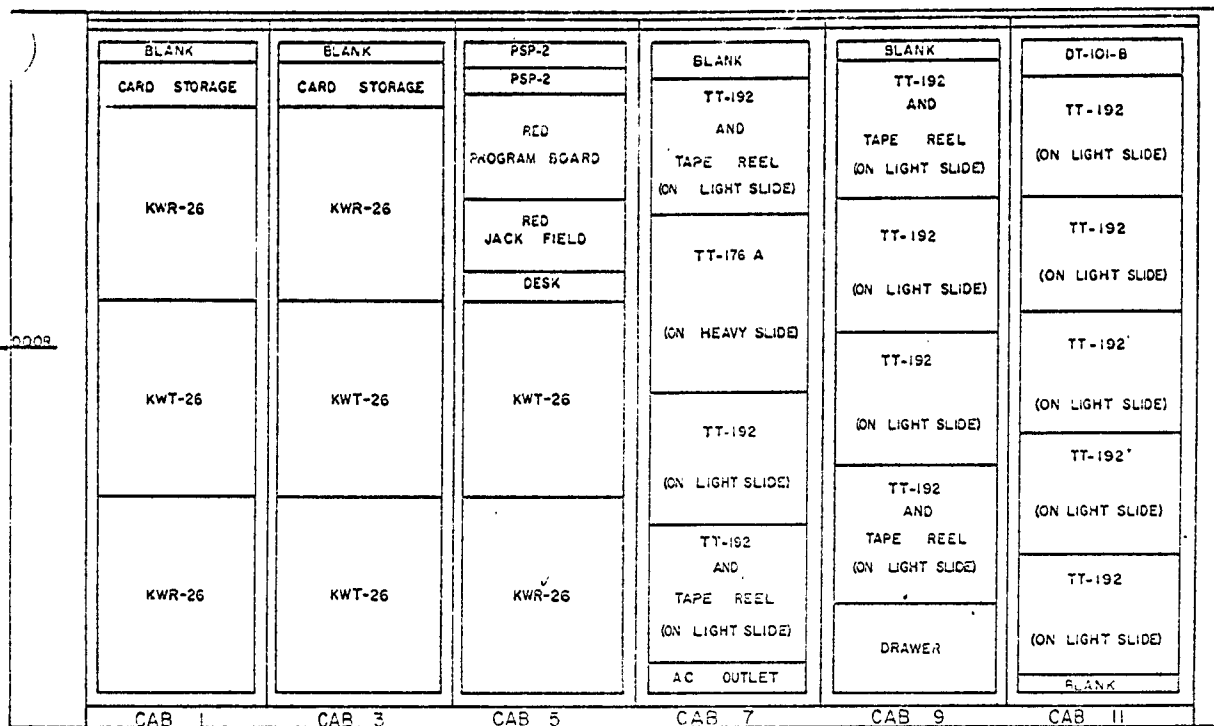 BLANK
CARD STORAGE
KWR-26
KWT-26
KWR-26
CAB 1
BLANK
CARD STORAGE
KWR-26
KWT-26
KWT-26
CAB 3
PSP-2
PSP-2
RED
PROGRAM BOARD
RED
JACK FIELD
DESK
KWT-26
KWR-26
CAB 5
BLANK
TT-192
AND
TAPE REEL
(ON LIGHT SLIDE)
TT-176 A
(ON HEAVY SLIDE)
TT-192
(ON LIGHT SLIDE)
TT-192
AND
TAPE REEL
(ON LIGHT SLIDE)
AC OUTLET
CAB 7
BLANK
TT-192
AND
TAPE REEL
(ON LIGHT SLIDE)
TT-192
(ON LIGHT SLIDE)
TT-192
(ON LIGHT SLIDE)
TT-192
AND
TAPE REEL
(ON LIGHT SLIDE)
DRAWER
CAB 9
DT-101-B
TT-192
(ON LIGHT SLIDE)
TT-192
(ON LIGHT SLIDE)
TT-192
(ON LIGHT SLIDE)
TT-192
(ON LIGHT SLIDE)
TT-192
(ON LIGHT SLIDE)
BLANK
CAB 11